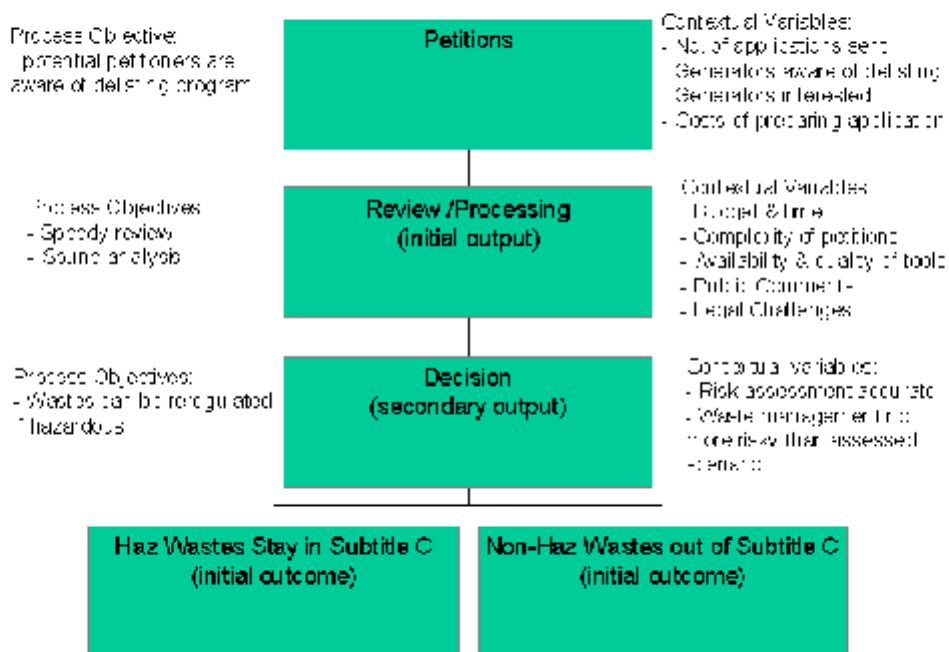 Process Objective:
potential petitioners are
aware of delisting program
Petitions
Contextual Variables:
- No. of applications sent
Generators aware of delisting
Generators interested
- Costs of preparing application
Process Objectives
- Speedy review
- Sound analysis
Review /Processing
(initial output)
Contextual Variables
Budget & time
- Complexity of petitions
- Availability & quality of tools
- Public Comments
- Legal Challenges
Process Objectives:
- Wastes can be reregulated
if hazardous
Decision
(secondary output)
Contextual variables:
- Risk assessment accurate
- Waste management no
more risky than assessed
scenario
Haz Wastes Stay in Subtitle C
(initial outcome)
Non-Haz Wastes out of Subtitle C
(initial outcome)